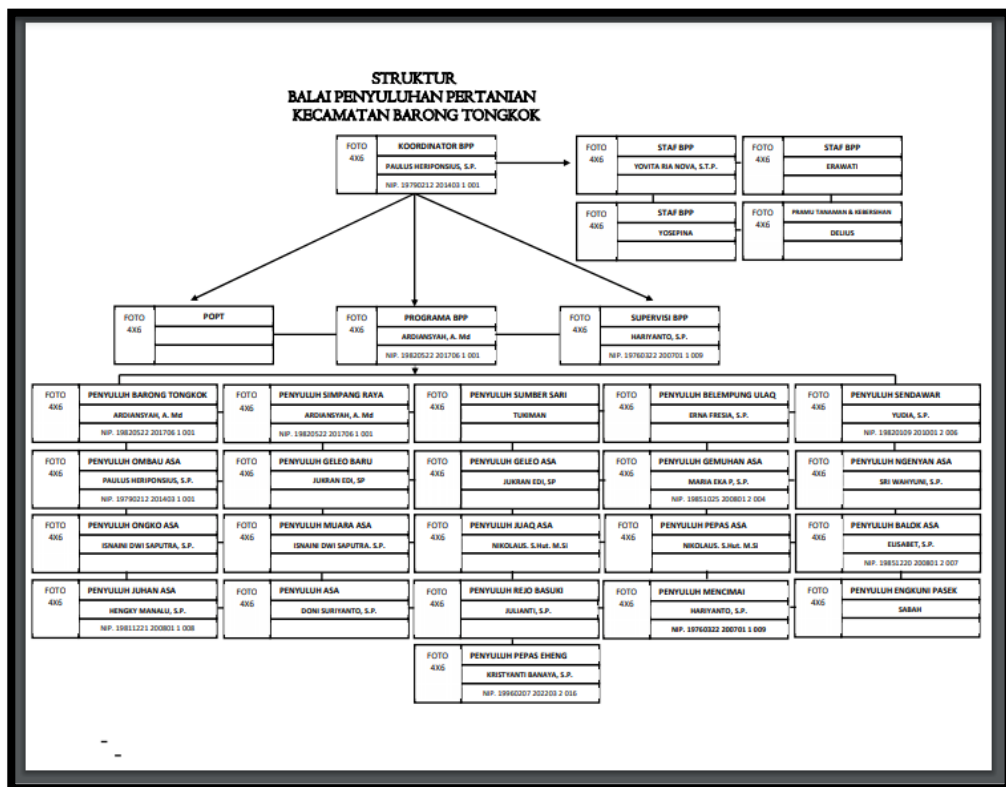 STRUKTUR
BALAI PENYULUHAN PERTANIAN
KECAMATAN BARONG TONGKOK
FOTO 4X6
KOORDINATOR BPP
PAULUS HERIPONSIUS, S.P.
NIP. 19790212 201403 1 001
FOTO 4X6
STAF BPP
YOVITA RIA NOVA, S.T.P.
FOTO 4X6
STAF BPP
ERAWATI
FOTO 4X6
STAF BPP
YOSEPINA
FOTO 4X6
PRAMU TANAMAN & KEBERSIHAN
DELIUS
FOTO 4X6
POPT
FOTO 4X6
PROGRAMA BPP
ARDIANSYAH, A. Md
NIP. 19820522 201706 1 001
FOTO 4X6
SUPERVISI BPP
HARIYANTO, S.P.
NIP. 19760322 200701 1 009
FOTO 4X6
PENYULUH BARONG TONGKOK
ARDIANSYAH, A. Md
NIP. 19820522 201706 1 001
FOTO 4X6
PENYULUH SIMPANG RAYA
ARDIANSYAH, A. Md
NIP. 19820522 201706 1 001
FOTO 4X6
PENYULUH SUMBER SARI
TUKIMAN
FOTO 4X6
PENYULUH BELEMPUNG ULAQ
ERNA FRESIA, S.P.
FOTO 4X6
PENYULUH SENDAWAR
YUDIA, S.P.
NIP. 19820109 201001 2 006
FOTO 4X6
PENYULUH OMBAU ASA
PAULUS HERIPONSIUS, S.P.
NIP. 19790212 201403 1 001
FOTO 4X6
PENYULUH GELEO BARU
JUKRAN EDI, SP
FOTO 4X6
PENYULUH GELEO ASA
JUKRAN EDI, SP
FOTO 4X6
PENYULUH GEMUHAN ASA
MARIA EKA P, S.P.
NIP. 19851025 200801 2 004
FOTO 4X6
PENYULUH NGENYAN ASA
SRI WAHYUNI, S.P.
FOTO 4X6
PENYULUH ONGKO ASA
ISNAINI DWI SAPUTRA, S.P.
FOTO 4X6
PENYULUH MUARA ASA
ISNAINI DWI SAPUTRA. S.P.
FOTO 4X6
PENYULUH JUAQ ASA
NIKOLAUS. S.Hut. M.Si
FOTO 4X6
PENYULUH PEPAS ASA
NIKOLAUS. S.Hut. M.Si
FOTO 4X6
PENYULUH BALOK ASA
ELISABET, S.P.
NIP. 19851220 200801 2 007
FOTO 4X6
PENYULUH JUHAN ASA
HENGKY MANALU, S.P.
NIP. 19811221 200801 1 008
FOTO 4X6
PENYULUH ASA
DONI SURIYANTO, S.P.
FOTO 4X6
PENYULUH REJO BASUKI
JULIANTI, S.P.
FOTO 4X6
PENYULUH MENCIMAI
HARIYANTO, S.P.
NIP. 19760322 200701 1 009
FOTO 4X6
PENYULUH ENGKUNI PASEK
SABAH
FOTO 4X6
PENYULUH PEPAS EHENG
KRISTYANTI BANAYA, S.P.
NIP. 19960207 202203 2 016